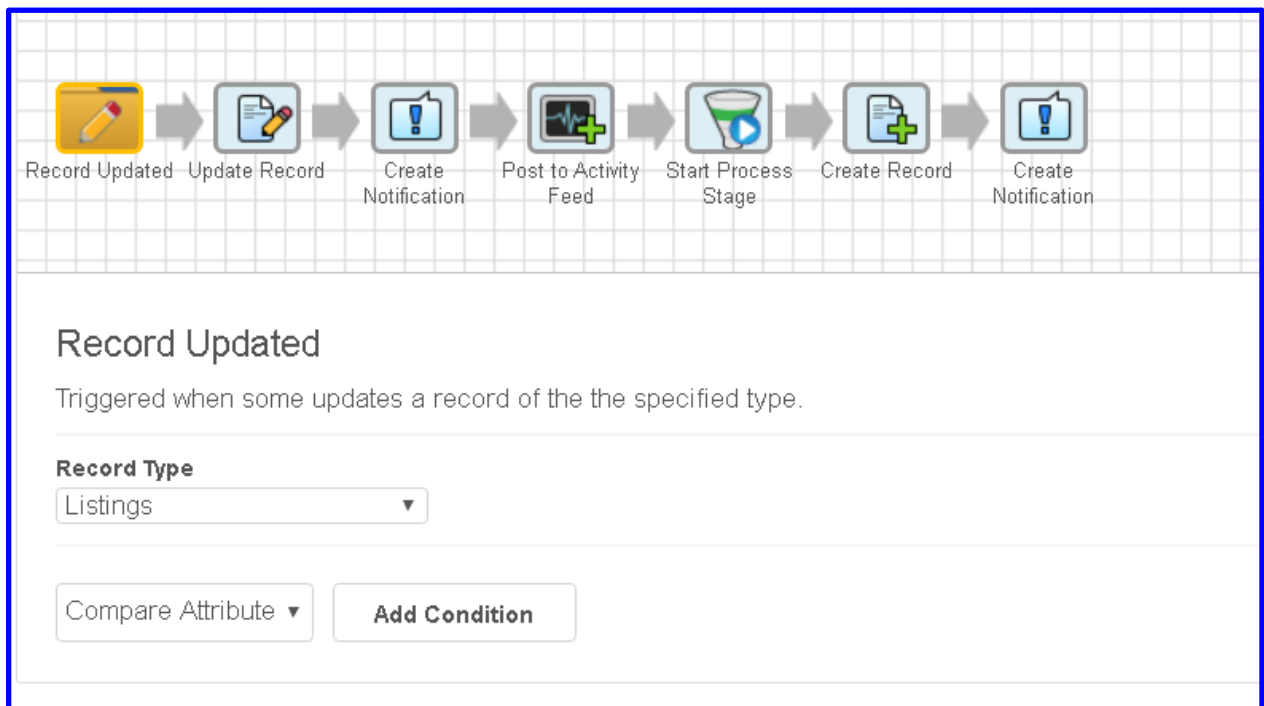 Record Updated Update Record Create Post to Activity Start Process Create Record Create
Notification Feed Stage Notification
Record Updated
Triggered when some updates a record of the the specified type.
Record Type
Listings
Compare Attribute Add Condition